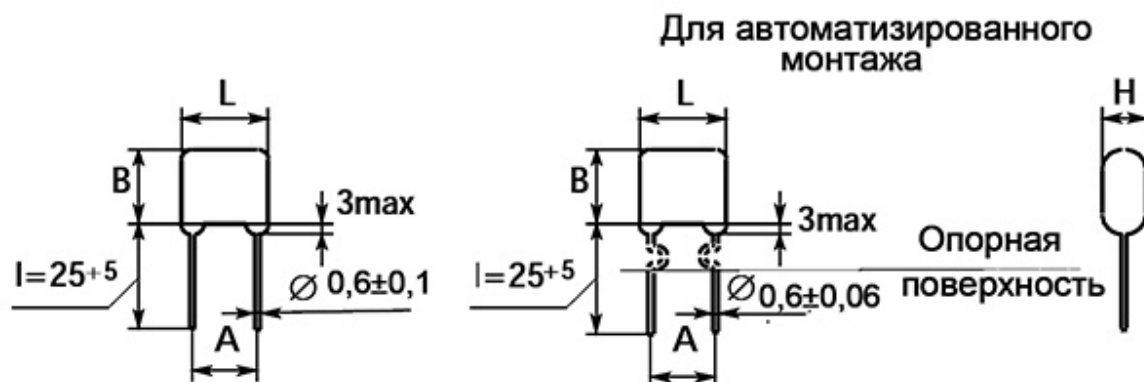 Для автоматизированного
монтажа
L
L
H
B
B
3max
3max
l=25+5
Ø 0,6±0,1
l=25+5
Ø 0,6±0,06
Опорная
поверхность
A
A